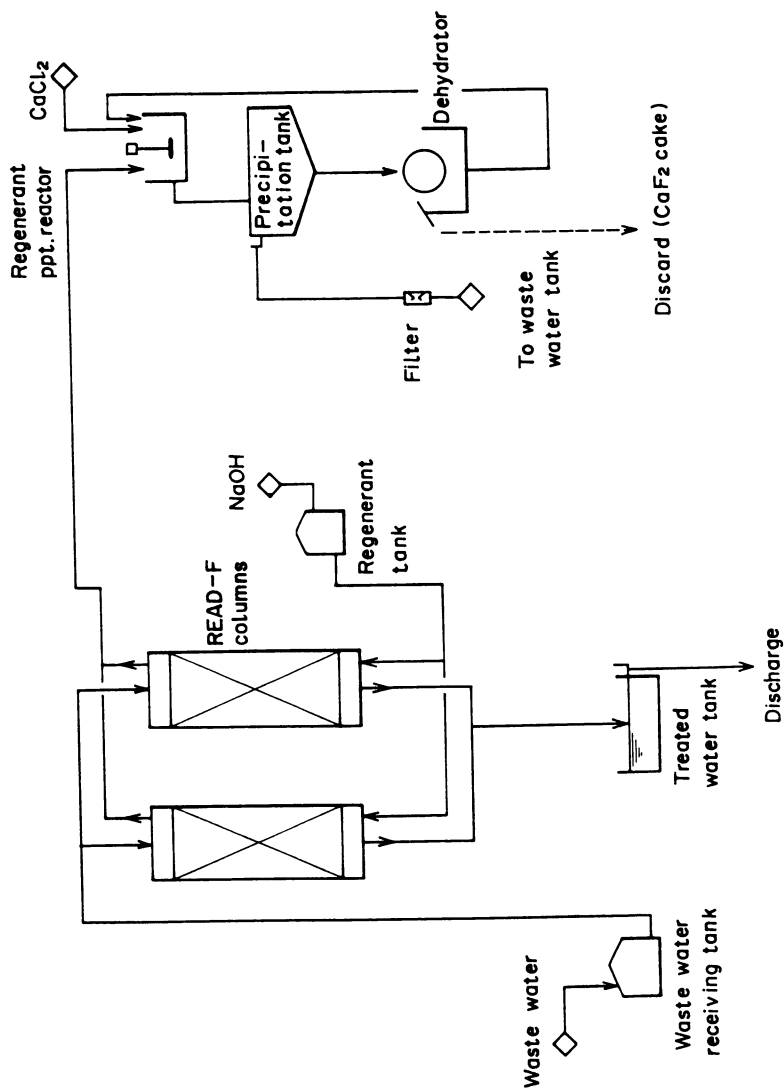 Waste water
Waste water
receiving tank
READ-F
columns
NaOH
Regenerant
tank
Treated
water tank
Discharge
Regenerant
ppt. reactor
CaCl2
Precipi-
tation tank
Dehydrator
Filter
To waste
water tank
Discard (CaF2 cake)